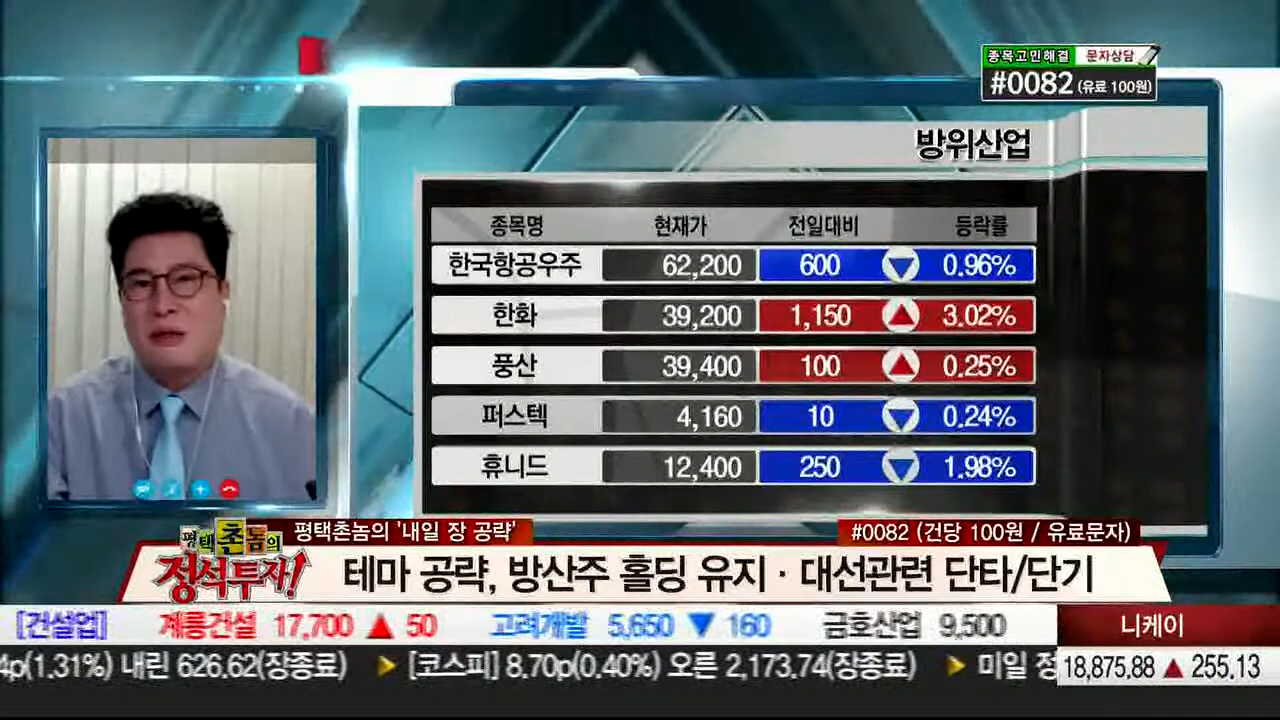 종목고민해결 문자상담
#0082 (유료 100원)
방위산업
종목명 현재가 전일대비 등락률
한국항공우주 62,200 600 ▼ 0.96%
한화 39,200 1,150 ▲ 3.02%
풍산 39,400 100 ▲ 0.25%
퍼스텍 4,160 10 ▼ 0.24%
휴니드 12,400 250 ▼ 1.98%
평택촌놈의 정석투자!
평택촌놈의 '내일 장 공략'
#0082 (건당 100원 / 유료문자)
테마 공략, 방산주 홀딩 유지 · 대선관련 단타/단기
[건설업] 계룡건설 17,700 ▲ 50 고려개발 5,650 ▼ 160 금호산업 9,500
니케이
4p(1.31%) 내린 626.62(장종료) ▶ [코스피] 8.70p(0.40%) 오른 2,173.74(장종료) ▶ 미일 정
18,875.88 ▲ 255.13